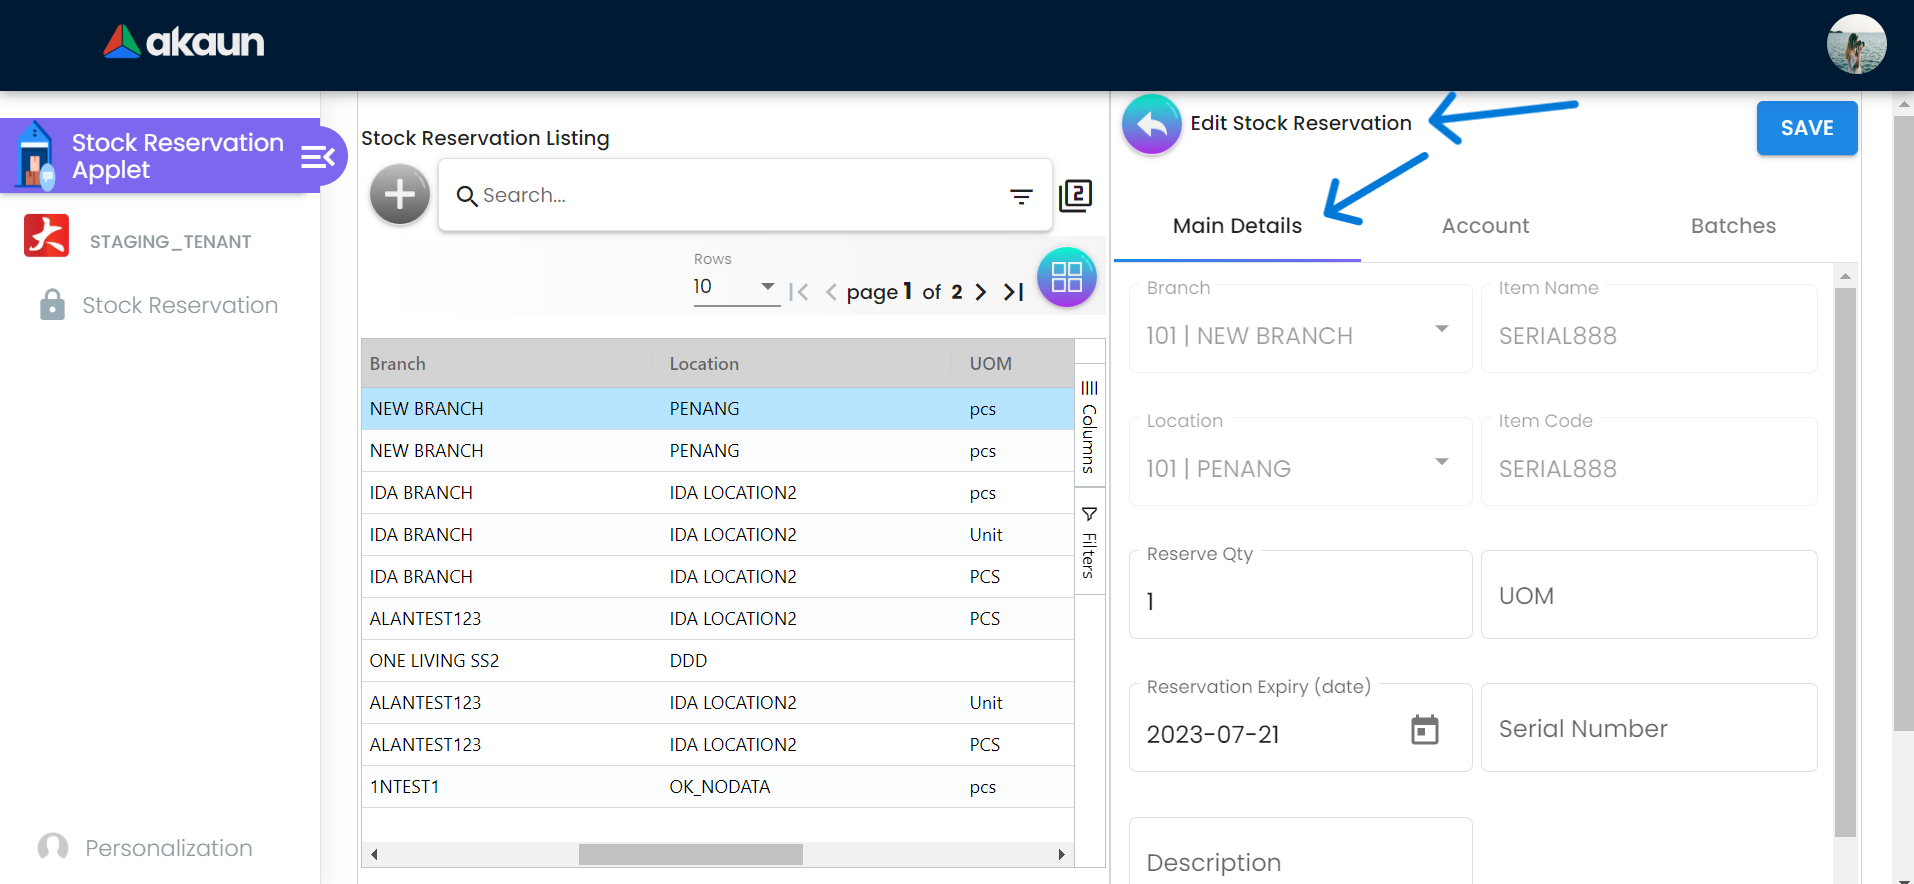 akaun
Stock Reservation
Applet
STAGING_TENANT
Stock Reservation
Personalization
Stock Reservation Listing
Search...
2
Rows
10
page 1 of 2
Branch Location UOM
NEW BRANCH PENANG pcs
NEW BRANCH PENANG pcs
IDA BRANCH IDA LOCATION2 pcs
IDA BRANCH IDA LOCATION2 Unit
IDA BRANCH IDA LOCATION2 PCS
ALANTEST123 IDA LOCATION2 PCS
ONE LIVING SS2 DDD
ALANTEST123 IDA LOCATION2 Unit
ALANTEST123 IDA LOCATION2 PCS
1NTEST1 OK_NODATA pcs
Columns
Filters
Edit Stock Reservation
SAVE
Main Details Account Batches
Branch Item Name
101 | NEW BRANCH SERIAL888
Location Item Code
101 | PENANG SERIAL888
Reserve Qty
1 UOM
Reservation Expiry (date)
2023-07-21 Serial Number
Description